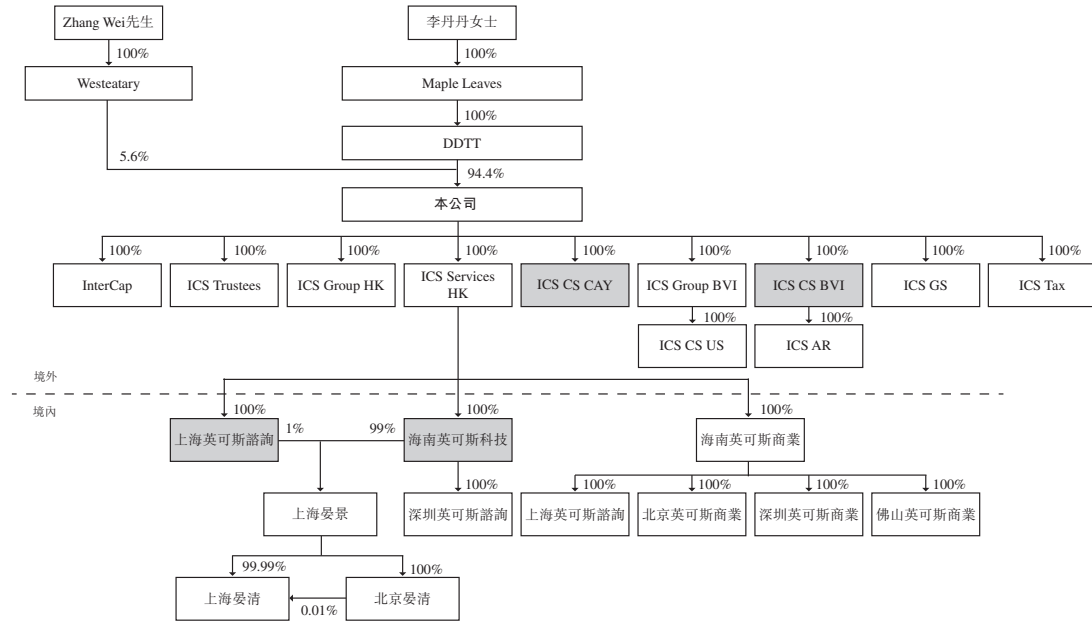 Zhang Wei先生
李丹丹女士
100%
100%
Westeatary
Maple Leaves
100%
DDTT
5.6%
94.4%
本公司
100%
100%
100%
100%
100%
100%
100%
100%
100%
InterCap
ICS Trustees
ICS Group HK
ICS Services
HK
ICS CS CAY
ICS Group BVI
ICS CS BVI
ICS GS
ICS Tax
100%
100%
ICS CS US
ICS AR
境外
境內
100%
100%
100%
上海英可斯諮詢
1%
99%
海南英可斯科技
海南英可斯商業
100%
100%
100%
100%
100%
上海晏景
深圳英可斯諮詢
上海英可斯諮詢
北京英可斯商業
深圳英可斯商業
佛山英可斯商業
99.99%
100%
上海晏清
0.01%
北京晏清